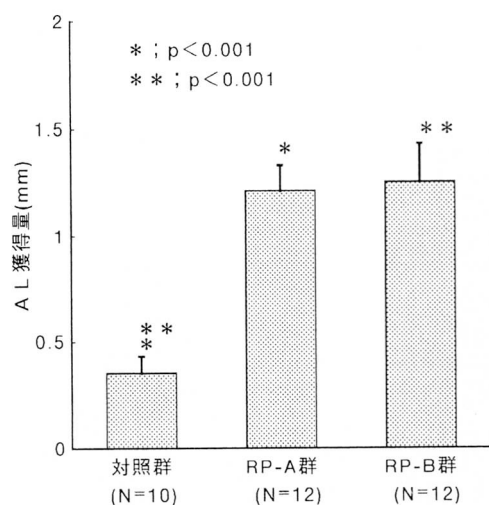 2
＊；p＜0.001
＊＊；p＜0.001
1.5
＊
＊＊
AL獲得量(mm)
1
0.5
＊＊
＊
0
対照群
(N=10)
RP-A群
(N=12)
RP-B群
(N=12)